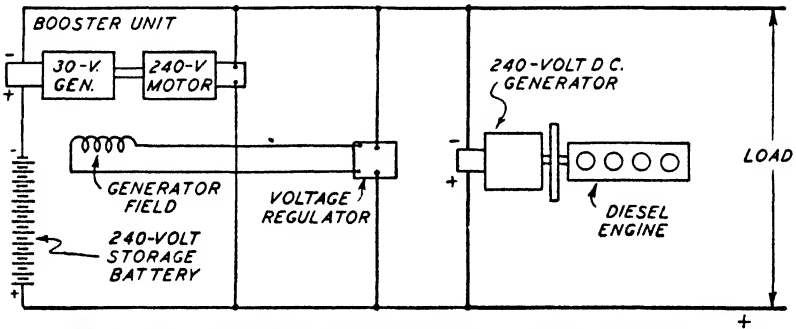 BOOSTER UNIT
-
30-V.
GEN.
+
240-V
MOTOR
240-VOLT D C.
GENERATOR
-
+
LOAD
GENERATOR
FIELD
VOLTAGE
REGULATOR
DIESEL
ENGINE
-
240-VOLT
STORAGE
BATTERY
+
+